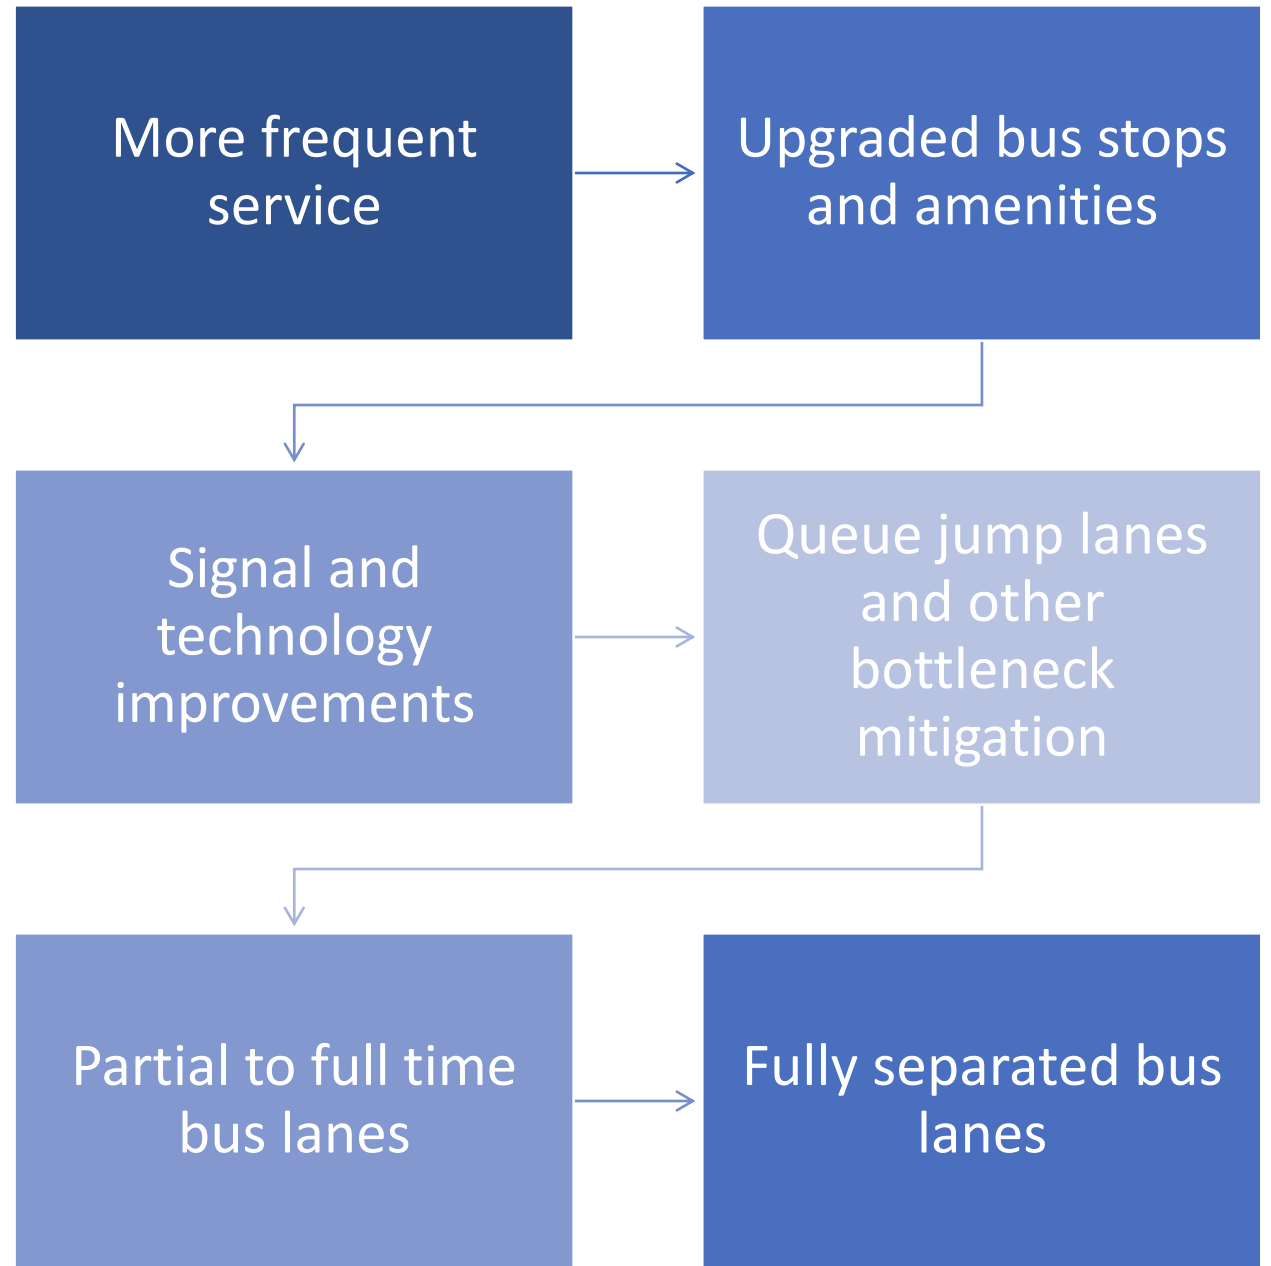 More frequent
service
Upgraded bus stops
and amenities
Signal and
technology
improvements
Queue jump lanes
and other
bottleneck
mitigation
Partial to full time
bus lanes
Fully separated bus
lanes